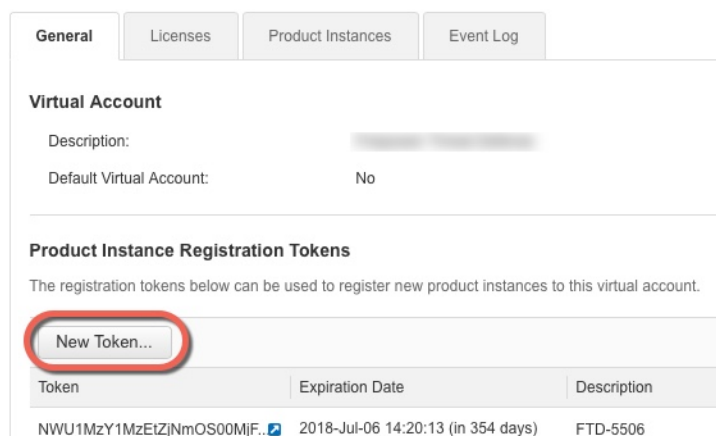 General Licenses Product Instances Event Log
Virtual Account
Description:
Default Virtual Account: No
Product Instance Registration Tokens
The registration tokens below can be used to register new product instances to this virtual account.
New Token...
Token Expiration Date Description
NWU1MzY1MzEtZjNmOS00MjF... 2018-Jul-06 14:20:13 (in 354 days) FTD-5506